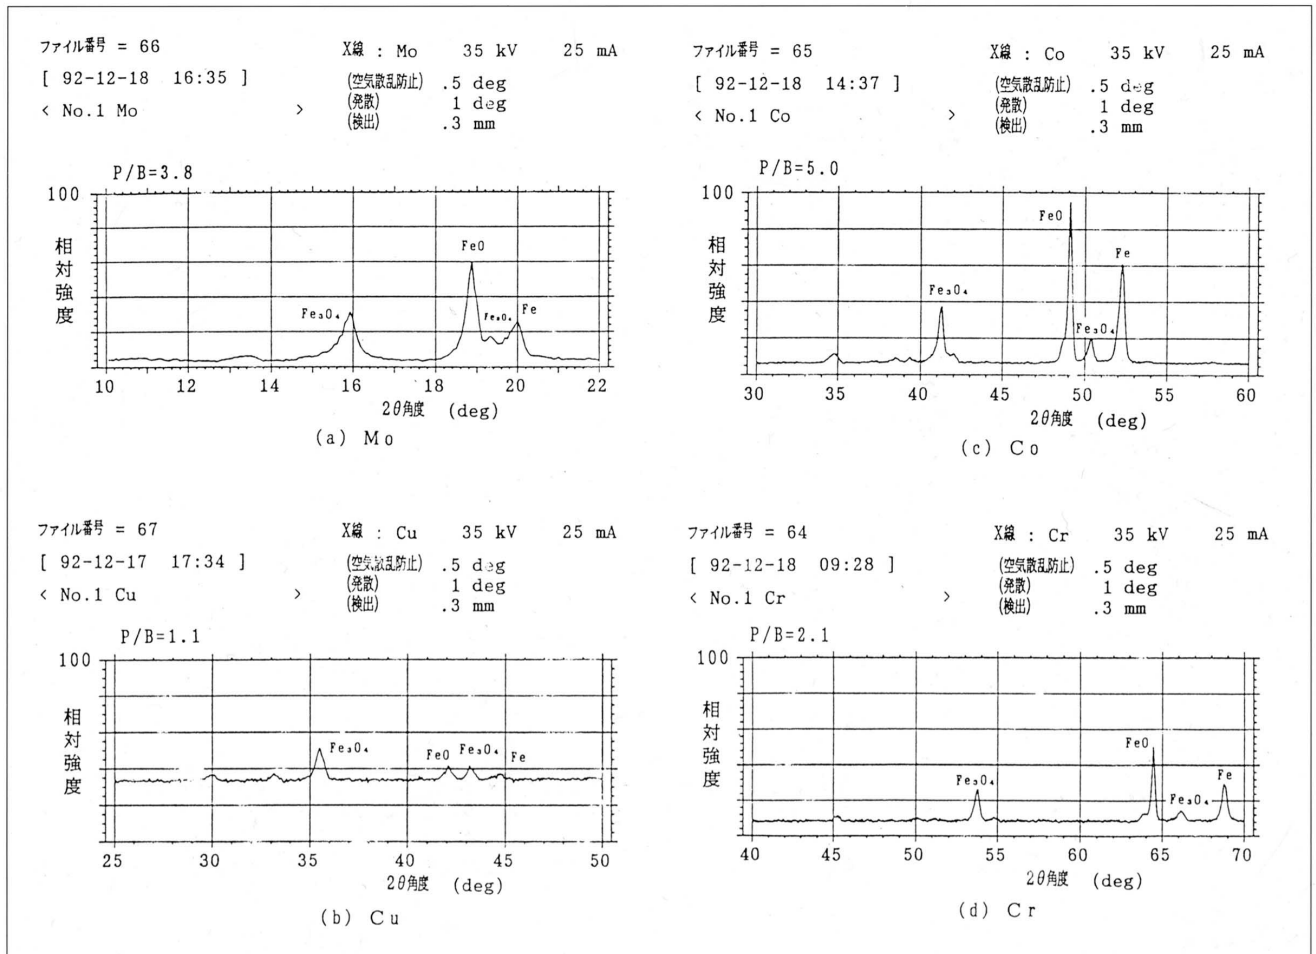 ファイル番号 = 66
X線 : Mo 35 kV 25 mA
[ 92-12-18 16:35 ]
(空気散乱防止) .5 deg
(発散) 1 deg
< No.1 Mo >
(検出) .3 mm
P/B=3.8
100
相対強度
Fe₃O₄
FeO
Fe₃O₄
Fe
10 12 14 16 18 20 22
2θ角度 (deg)
(a) Mo
ファイル番号 = 65
X線 : Co 35 kV 25 mA
[ 92-12-18 14:37 ]
(空気散乱防止) .5 deg
(発散) 1 deg
< No.1 Co >
(検出) .3 mm
P/B=5.0
100
相対強度
Fe₃O₄
FeO
Fe₃O₄
Fe
30 35 40 45 50 55 60
2θ角度 (deg)
(c) Co
ファイル番号 = 67
X線 : Cu 35 kV 25 mA
[ 92-12-17 17:34 ]
(空気散乱防止) .5 deg
(発散) 1 deg
< No.1 Cu >
(検出) .3 mm
P/B=1.1
100
相対強度
Fe₃O₄
FeO
Fe₃O₄
Fe
25 30 35 40 45 50
2θ角度 (deg)
(b) Cu
ファイル番号 = 64
X線 : Cr 35 kV 25 mA
[ 92-12-18 09:28 ]
(空気散乱防止) .5 deg
(発散) 1 deg
< No.1 Cr >
(検出) .3 mm
P/B=2.1
100
相対強度
Fe₃O₄
FeO
Fe₃O₄
Fe
40 45 50 55 60 65 70
2θ角度 (deg)
(d) Cr